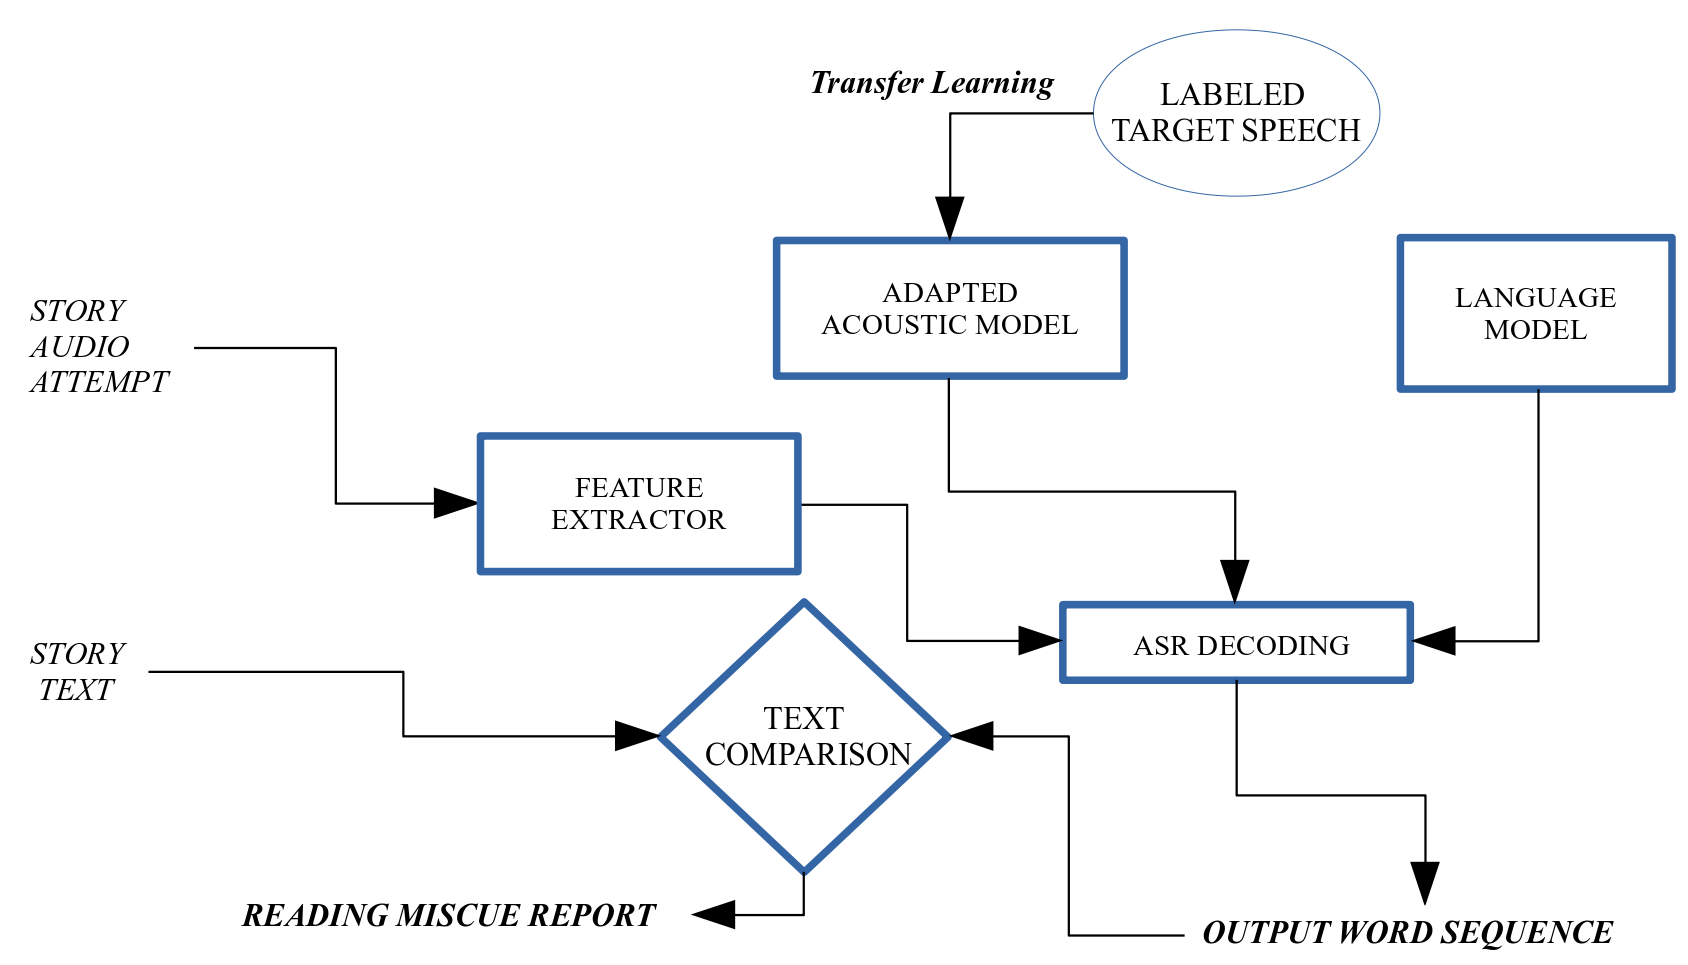 Transfer Learning
LABELED
TARGET SPEECH
ADAPTED
ACOUSTIC MODEL
LANGUAGE
MODEL
STORY
AUDIO
ATTEMPT
FEATURE
EXTRACTOR
ASR DECODING
STORY
TEXT
TEXT
COMPARISON
READING MISCUE REPORT
OUTPUT WORD SEQUENCE